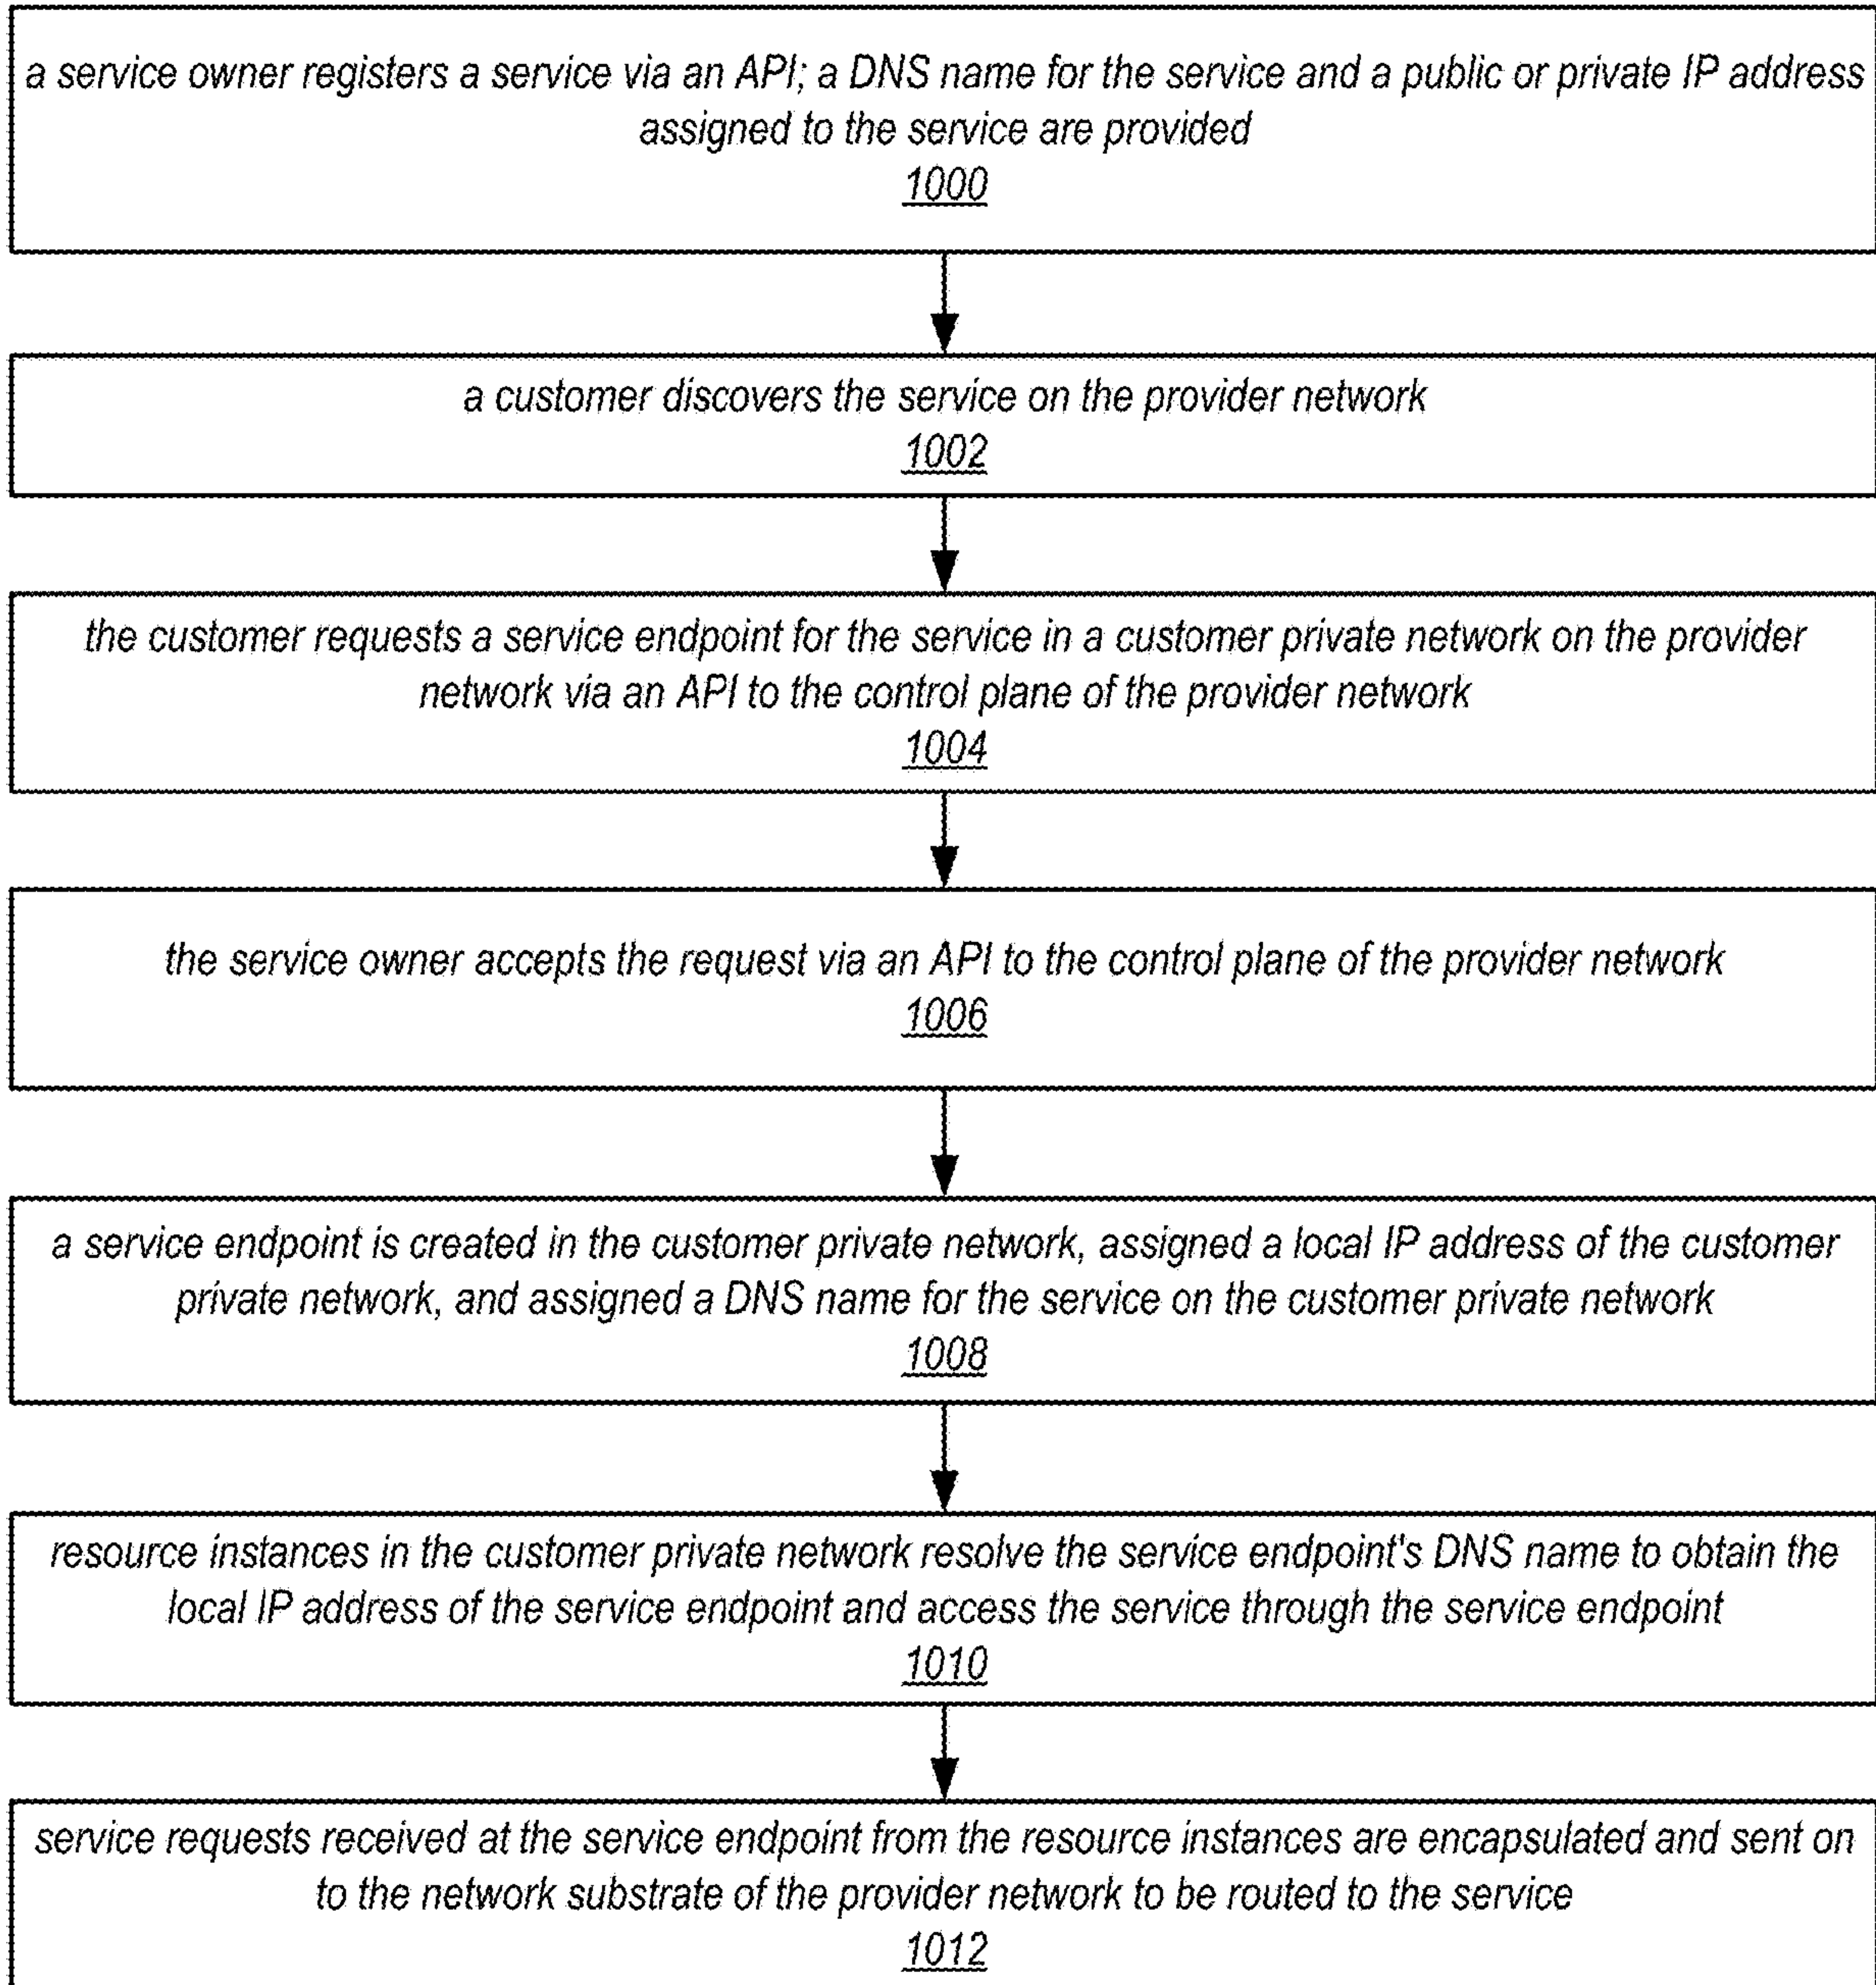 a service owner registers a service via an API; a DNS name for the service and a public or private IP address
assigned to the service are provided
1000
a customer discovers the service on the provider network
1002
the customer requests a service endpoint for the service in a customer private network on the provider
network via an API to the control plane of the provider network
1004
the service owner accepts the request via an API to the control plane of the provider network
1006
a service endpoint is created in the customer private network, assigned a local IP address of the customer
private network, and assigned a DNS name for the service on the customer private network
1008
resource instances in the customer private network resolve the service endpoint's DNS name to obtain the
local IP address of the service endpoint and access the service through the service endpoint
1010
service requests received at the service endpoint from the resource instances are encapsulated and sent on
to the network substrate of the provider network to be routed to the service
1012